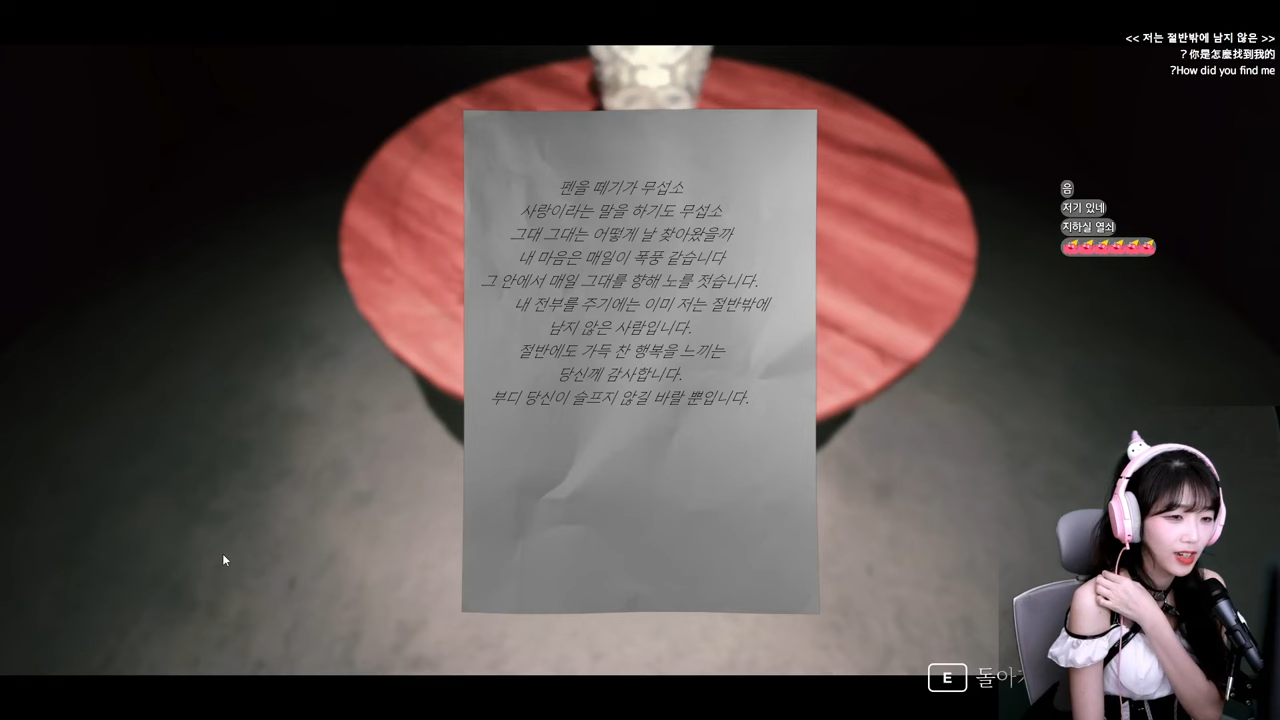 << 저는 절반밖에 남지 않은 >>
? 你是怎麼找到我的
?How did you find me
펜을 떼기가 무섭소
사랑이라는 말을 하기도 무섭소
그대 그대는 어떻게 날 찾아왔을까
내 마음은 매일이 폭풍 같습니다
그 안에서 매일 그대를 향해 노를 젓습니다.
내 전부를 주기에는 이미 저는 절반밖에
남지 않은 사람입니다.
절반에도 가득 찬 행복을 느끼는
당신께 감사합니다.
부디 당신이 슬프지 않길 바랄 뿐입니다.
음
저기 있네
지하실 열쇠
E 돌아